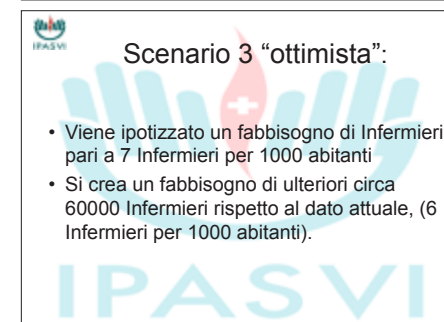 IPASVI
Scenario 3 “ottimista”:
• Viene ipotizzato un fabbisogno di Infermieri
pari a 7 Infermieri per 1000 abitanti
• Si crea un fabbisogno di ulteriori circa
60000 Infermieri rispetto al dato attuale, (6
Infermieri per 1000 abitanti).
IPASVI